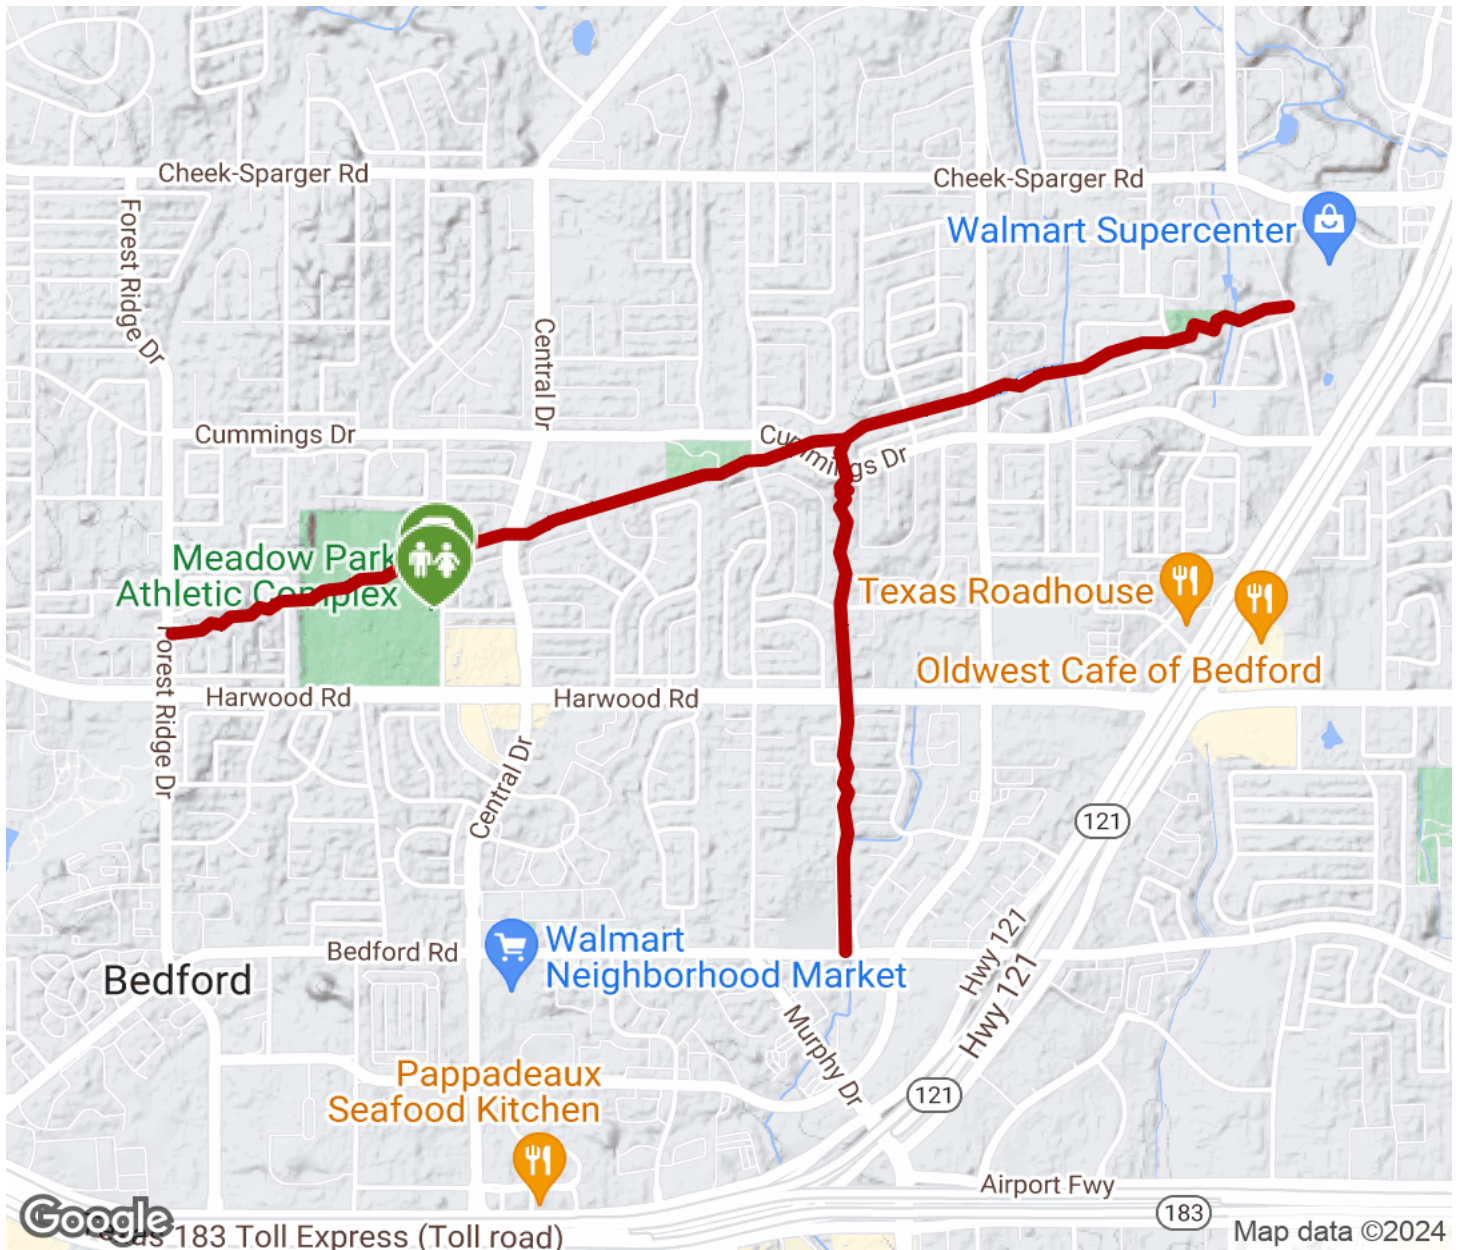 Cheek-Sparger Rd
Cheek-Sparger Rd
Walmart Supercenter
Forest Ridge Dr
Central Dr
Cummings Dr
Cummings Dr
Meadow Park
Athletic Complex
Texas Roadhouse
Oldwest Cafe of Bedford
Forest Ridge Dr
Harwood Rd
Harwood Rd
Central Dr
121
Bedford Rd
Walmart
Neighborhood Market
Hwy 121
Hwy 121
Bedford
Murphy Dr
Pappadeaux
Seafood Kitchen
121
Airport Fwy
183
Google
Texas 183 Toll Express (Toll road)
Map data ©2024